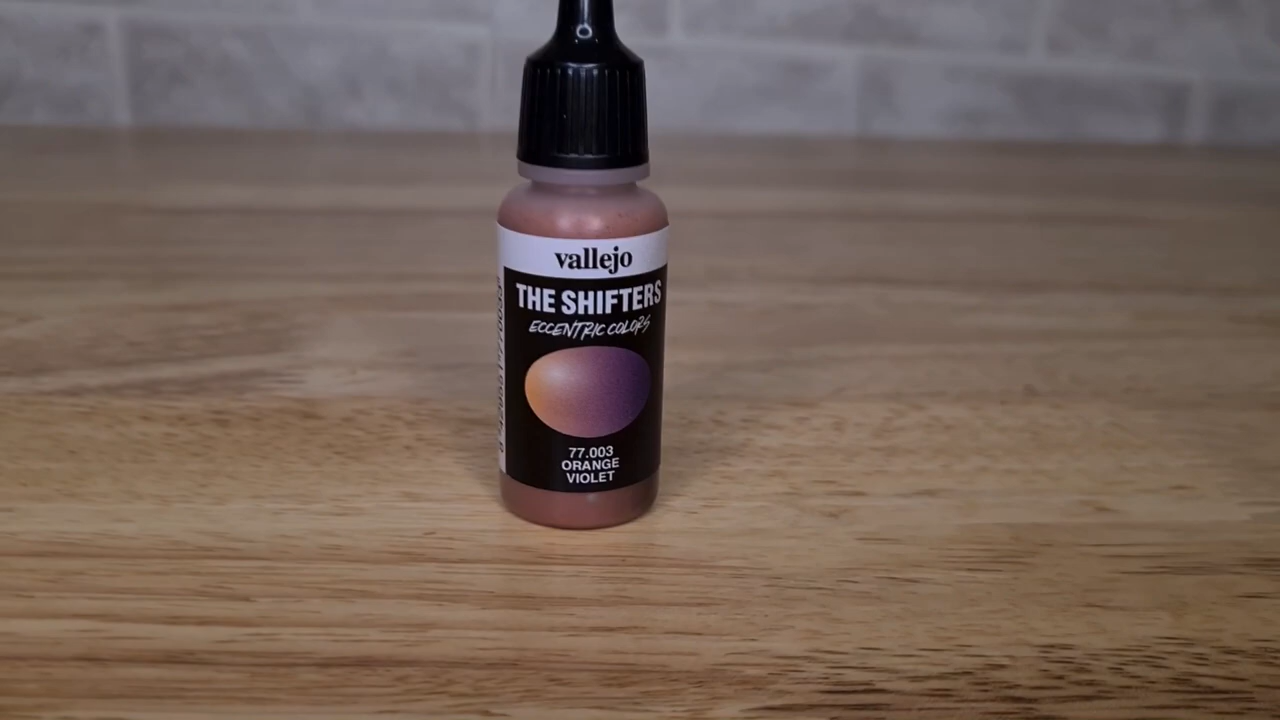 vallejo
THE SHIFTERS
ECCENTRIC COLORS
77.003
ORANGE
VIOLET